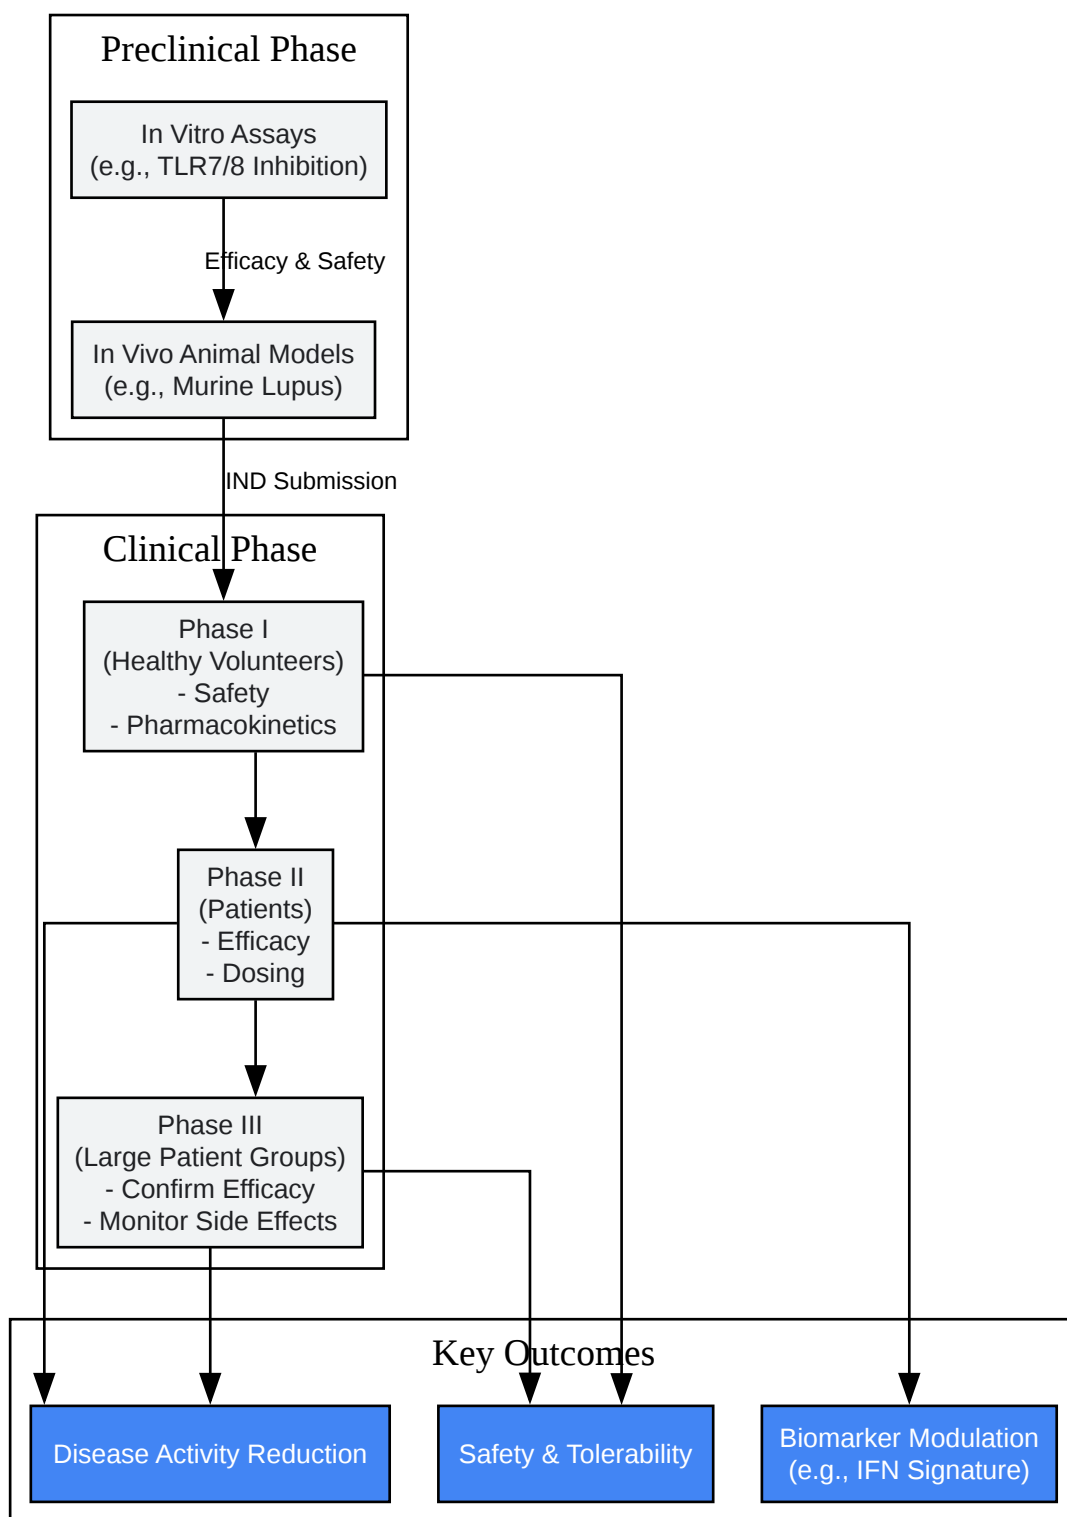 Preclinical Phase
In Vitro Assays
(e.g., TLR7/8 Inhibition)
Efficacy & Safety
In Vivo Animal Models
(e.g., Murine Lupus)
IND Submission
Clinical Phase
Phase I
(Healthy Volunteers)
- Safety
- Pharmacokinetics
Phase II
(Patients)
- Efficacy
- Dosing
Phase III
(Large Patient Groups)
- Confirm Efficacy
- Monitor Side Effects
Key Outcomes
Disease Activity Reduction
Safety & Tolerability
Biomarker Modulation
(e.g., IFN Signature)